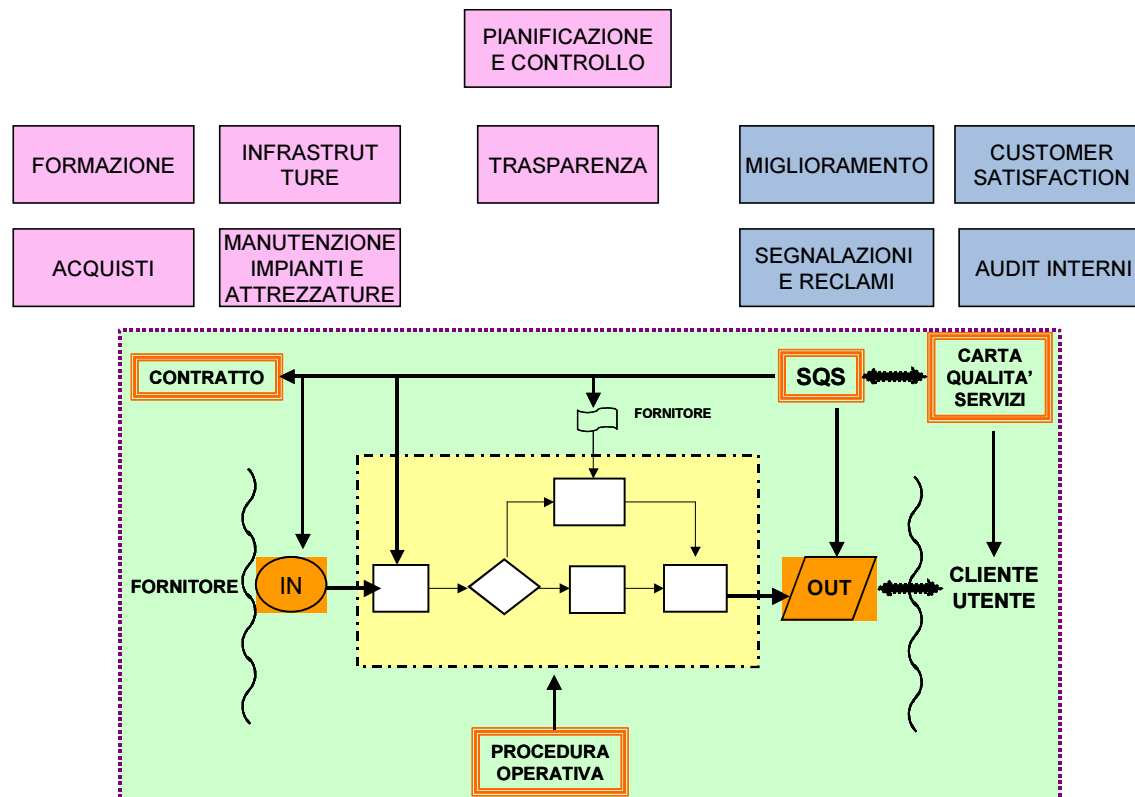 PIANIFICAZIONE
E CONTROLLO
FORMAZIONE
INFRASTRUT
TURE
TRASPARENZA
MIGLIORAMENTO
CUSTOMER
SATISFACTION
ACQUISTI
MANUTENZIONE
IMPIANTI E
ATTREZZATURE
SEGNALAZIONI
E RECLAMI
AUDIT INTERNI
CONTRATTO
SQS
CARTA
QUALITA'
SERVIZI
FORNITORE
FORNITORE
IN
OUT
CLIENTE
UTENTE
PROCEDURA
OPERATIVA